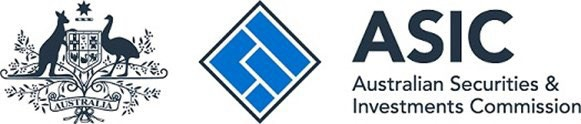 AUSTRALIA
ASIC
Australian Securities &
Investments Commission